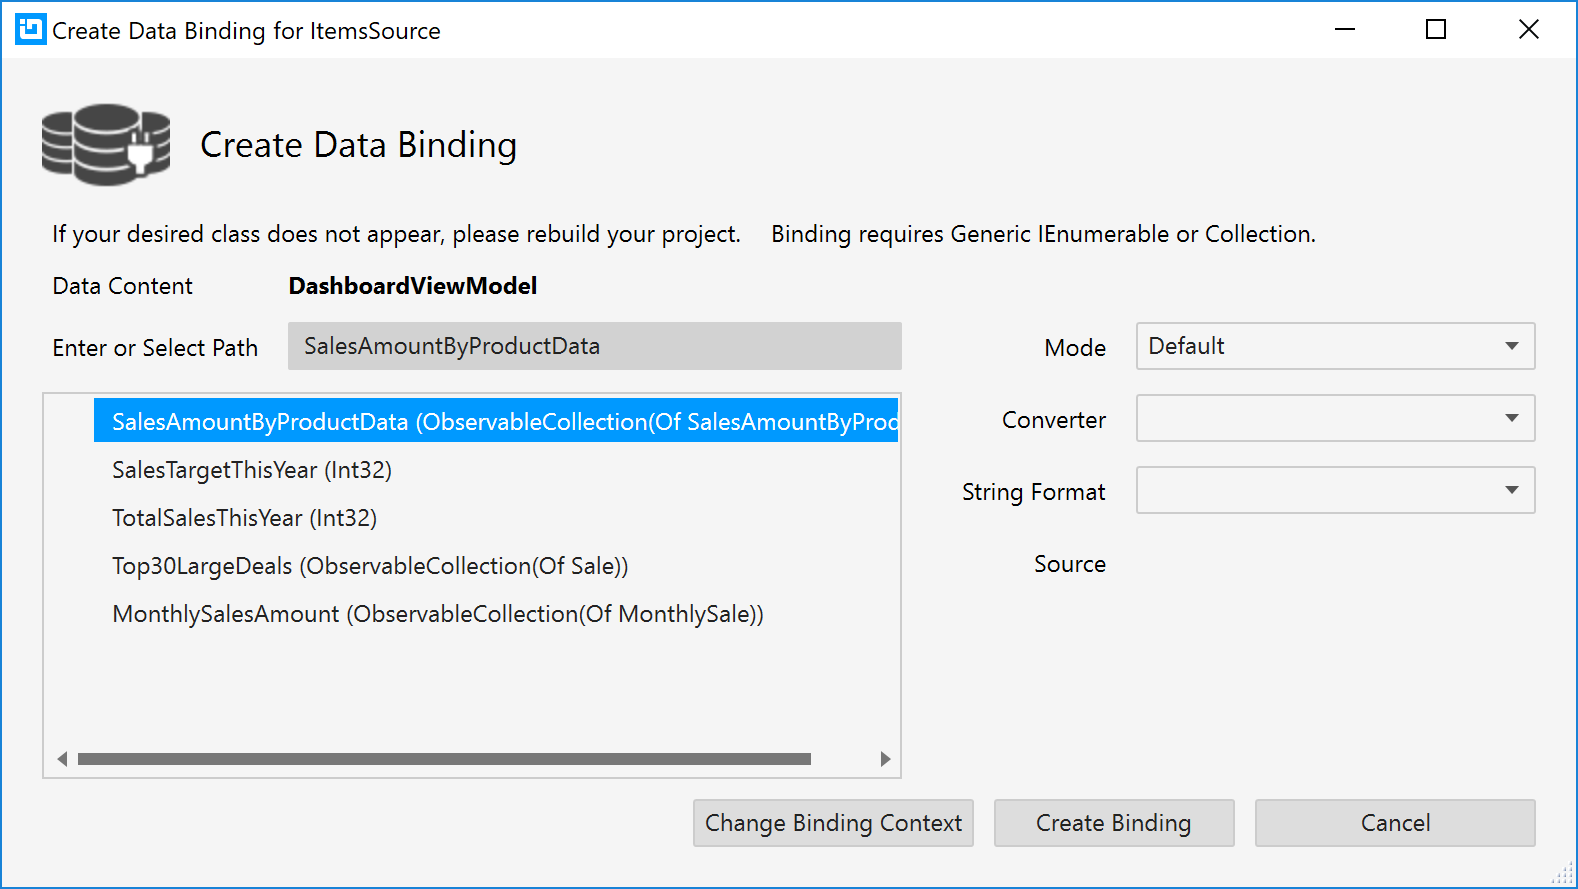 Create Data Binding for ItemsSource
Create Data Binding
If your desired class does not appear, please rebuild your project. Binding requires Generic IEnumerable or Collection.
Data Content DashboardViewModel
Enter or Select Path SalesAmountByProductData Mode Default
SalesAmountByProductData (ObservableCollection(Of SalesAmountByProd Converter
SalesTargetThisYear (Int32) String Format
TotalSalesThisYear (Int32)
Top30LargeDeals (ObservableCollection(Of Sale)) Source
MonthlySalesAmount (ObservableCollection(Of MonthlySale))
Change Binding Context Create Binding Cancel